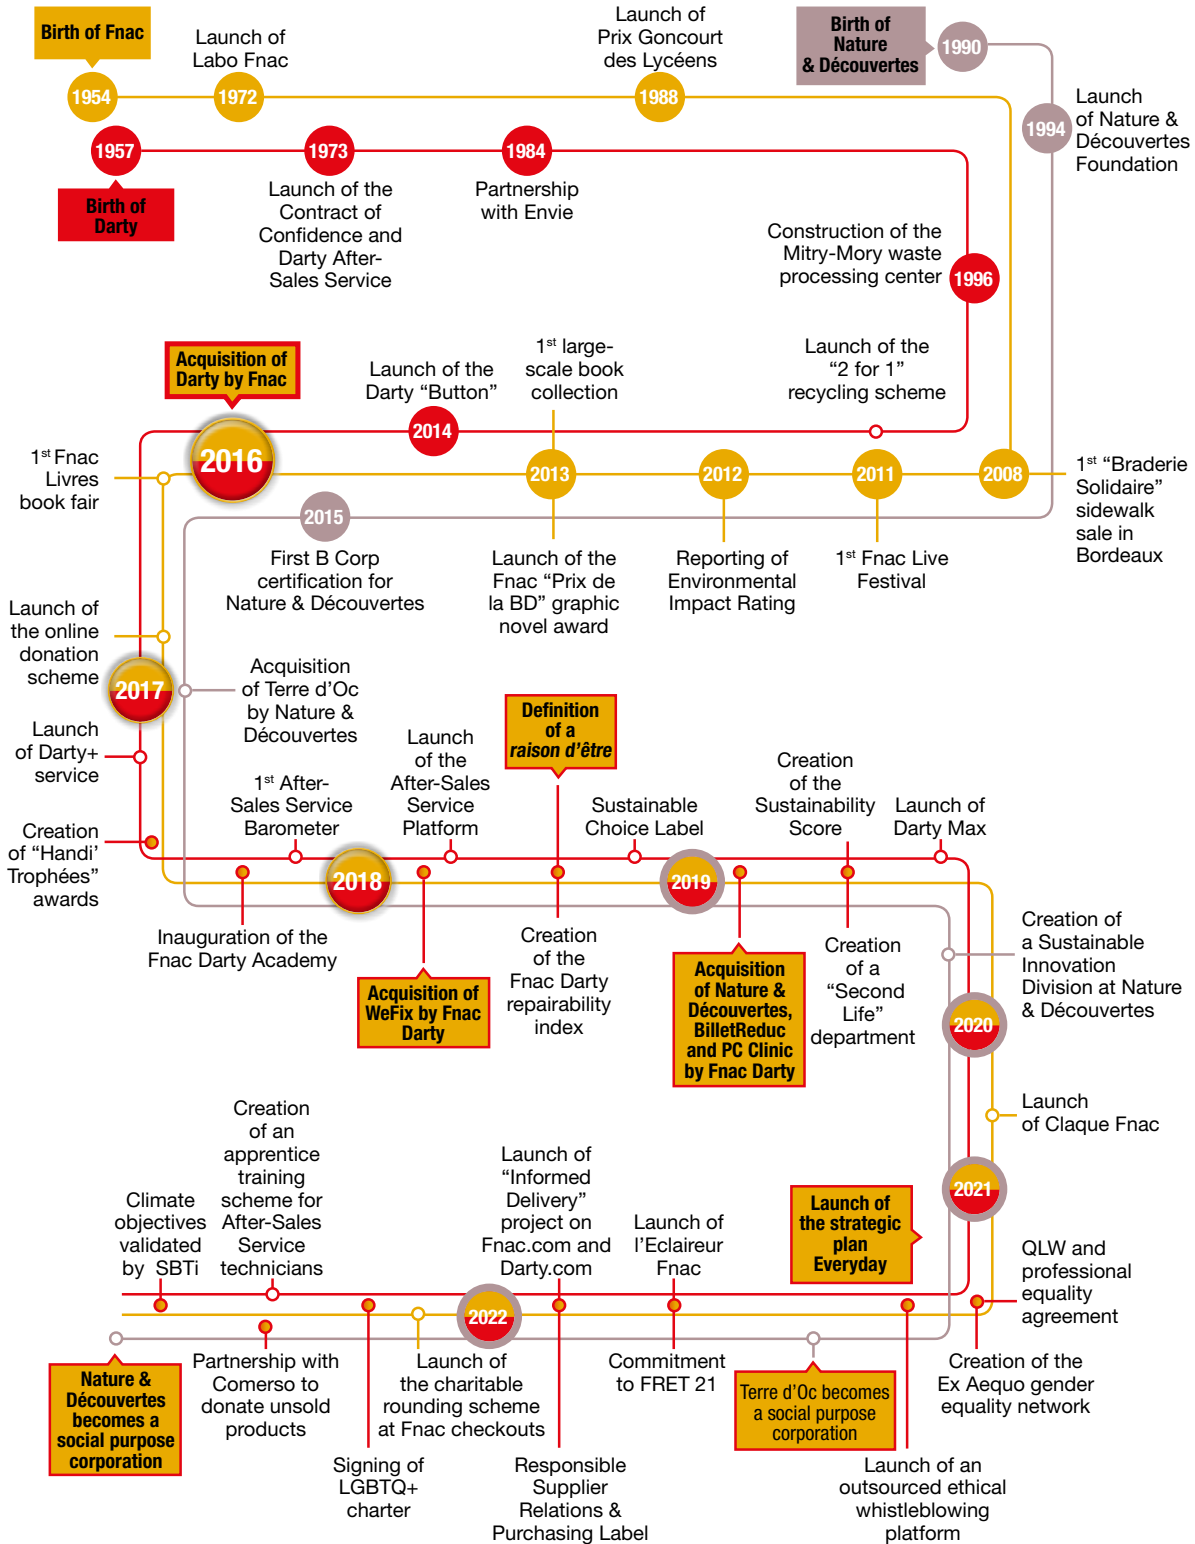 Birth of Fnac
1954
Launch of
Labo Fnac
1972
Launch of
Prix Goncourt
des Lycéens
1988
Birth of
Nature
& Découvertes
1990
Launch
of Nature &
Découvertes
Foundation
1994
1957
Birth of
Darty
1973
Launch of the
Contract of
Confidence and
Darty After-
Sales Service
1984
Partnership
with Envie
Construction of the
Mitry-Mory waste
processing center
1996
Launch of the
“2 for 1”
recycling scheme
1st large-
scale book
collection
Launch of the
Darty “Button”
2014
Acquisition of
Darty by Fnac
2016
1st Fnac
Livres
book fair
2013
2012
2011
2008
1st “Braderie
Solidaire”
sidewalk
sale in
Bordeaux
2015
First B Corp
certification for
Nature & Découvertes
Launch of the
Fnac “Prix de
la BD” graphic
novel award
Reporting of
Environmental
Impact Rating
1st Fnac Live
Festival
Launch of
the online
donation
scheme
2017
Acquisition
of Terre d’Oc
by Nature &
Découvertes
Launch
of Darty+
service
Creation
of “Handi’
Trophées”
awards
1st After-
Sales Service
Barometer
Launch
of the
After-Sales
Service
Platform
Definition
of a
raison d’être
Sustainable
Choice Label
Creation
of the
Sustainability
Score
Launch of
Darty Max
2018
2019
Inauguration of the
Fnac Darty Academy
Acquisition of
WeFix by Fnac
Darty
Creation
of the
Fnac Darty
repairability
index
Acquisition
of Nature &
Découvertes,
BilletReduc
and PC Clinic
by Fnac Darty
Creation
of a
“Second
Life”
department
Creation of
a Sustainable
Innovation
Division at Nature
& Découvertes
2020
Launch
of Claque Fnac
2021
Launch of
the strategic
plan
Everyday
QLW and
professional
equality
agreement
Climate
objectives
validated
by SBTi
Creation
of an
apprentice
training
scheme for
After-Sales
Service
technicians
Launch of
“Informed
Delivery”
project on
Fnac.com and
Darty.com
Launch of
l’Eclaireur
Fnac
2022
Nature &
Découvertes
becomes a
social purpose
corporation
Partnership with
Comerso to
donate unsold
products
Signing of
LGBTQ+
charter
Launch of
the charitable
rounding scheme
at Fnac checkouts
Responsible
Supplier
Relations &
Purchasing Label
Commitment
to FRET 21
Terre d’Oc becomes
a social purpose
corporation
Launch of an
outsourced ethical
whistleblowing
platform
Creation of the
Ex Aequo gender
equality network